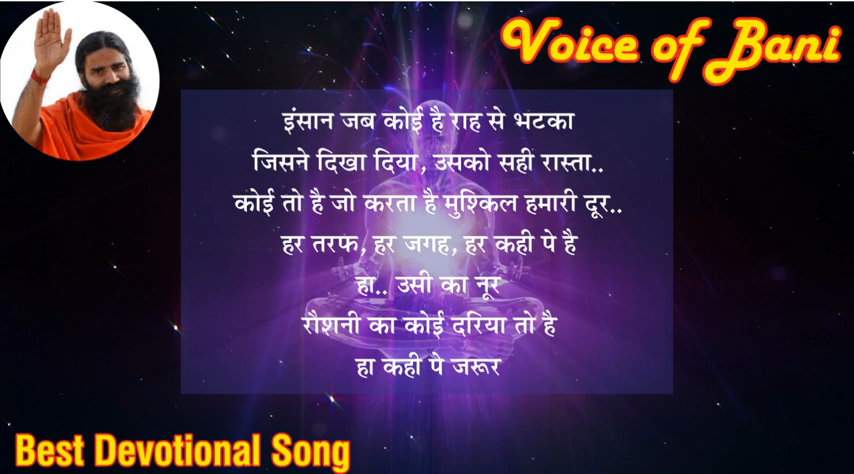 Voice of Bani
इंसान जब कोई है राह से भटका
जिसने दिखा दिया, उसको सही रास्ता..
कोई तो है जो करता है मुश्किल हमारी दूर..
हर तरफ, हर जगह, हर कही पे है
हा.. उसी का नूर
रौशनी का कोई दरिया तो है
हा कही पे जरूर
Best Devotional Song